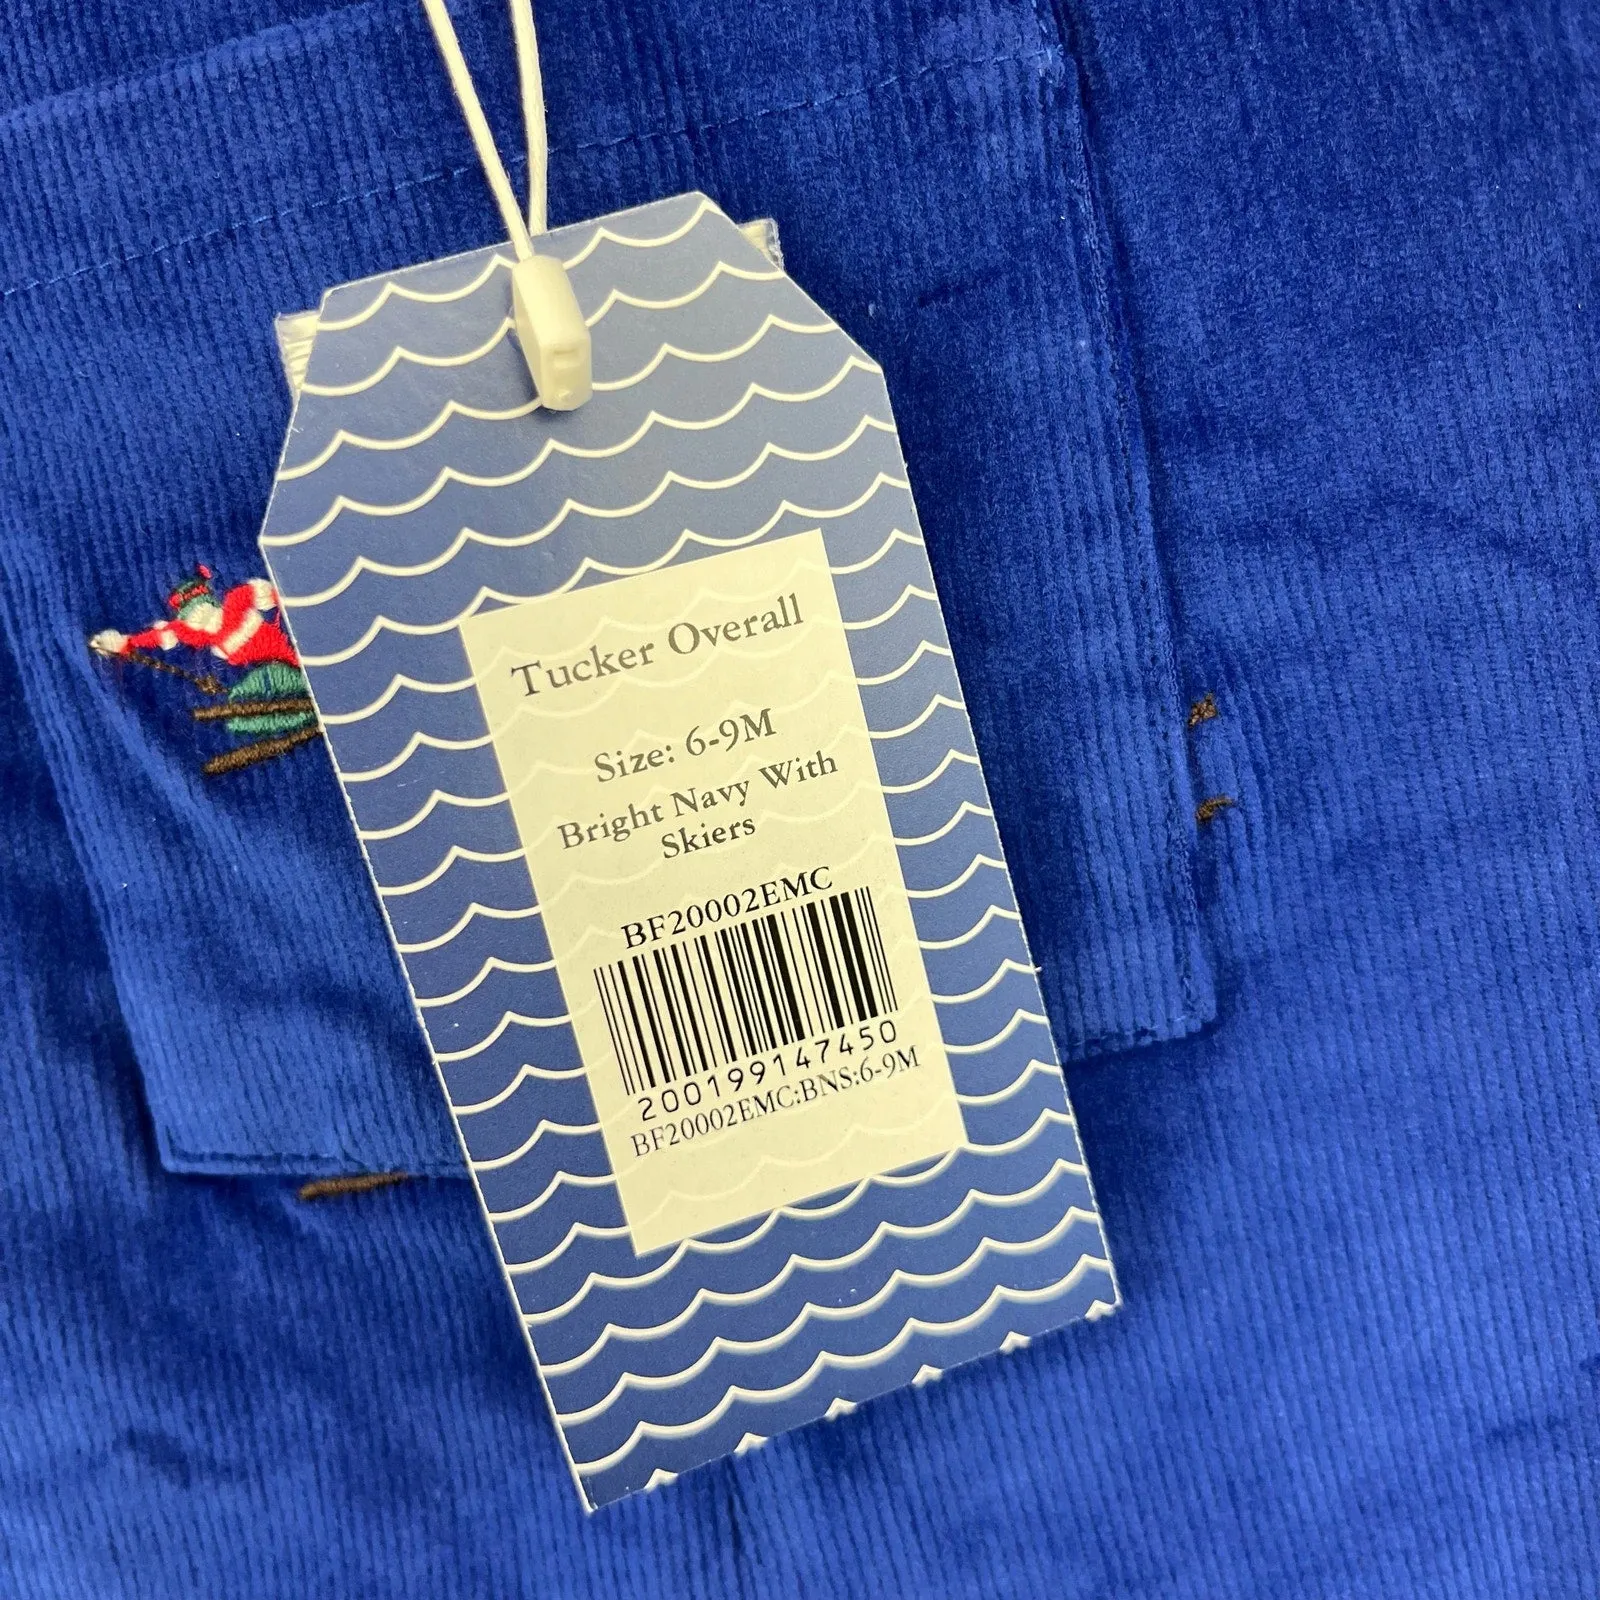 Tucker Overall
Size: 6-9M
Bright Navy With
Skiers
BF20002EMC
200199147450
BF20002EMC:BNS:6-9M